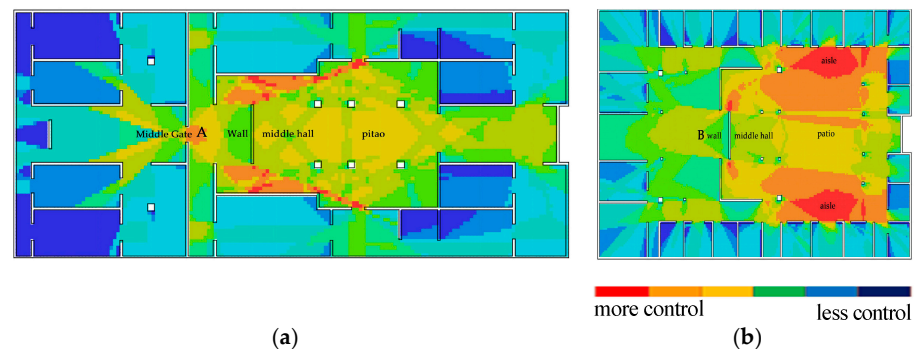 aisle
Middle Gate A Wall middle hall pitao
B wall middle hall patio
aisle
more control less control
(a) (b)